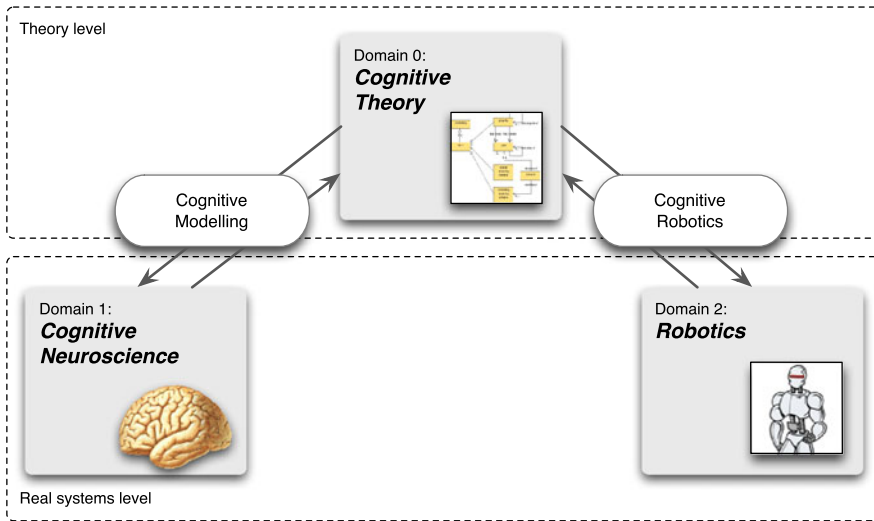 Theory level
Domain 0:
Cognitive
Theory
Cognitive
Modelling
Cognitive
Robotics
Domain 1:
Cognitive
Neuroscience
Domain 2:
Robotics
Real systems level